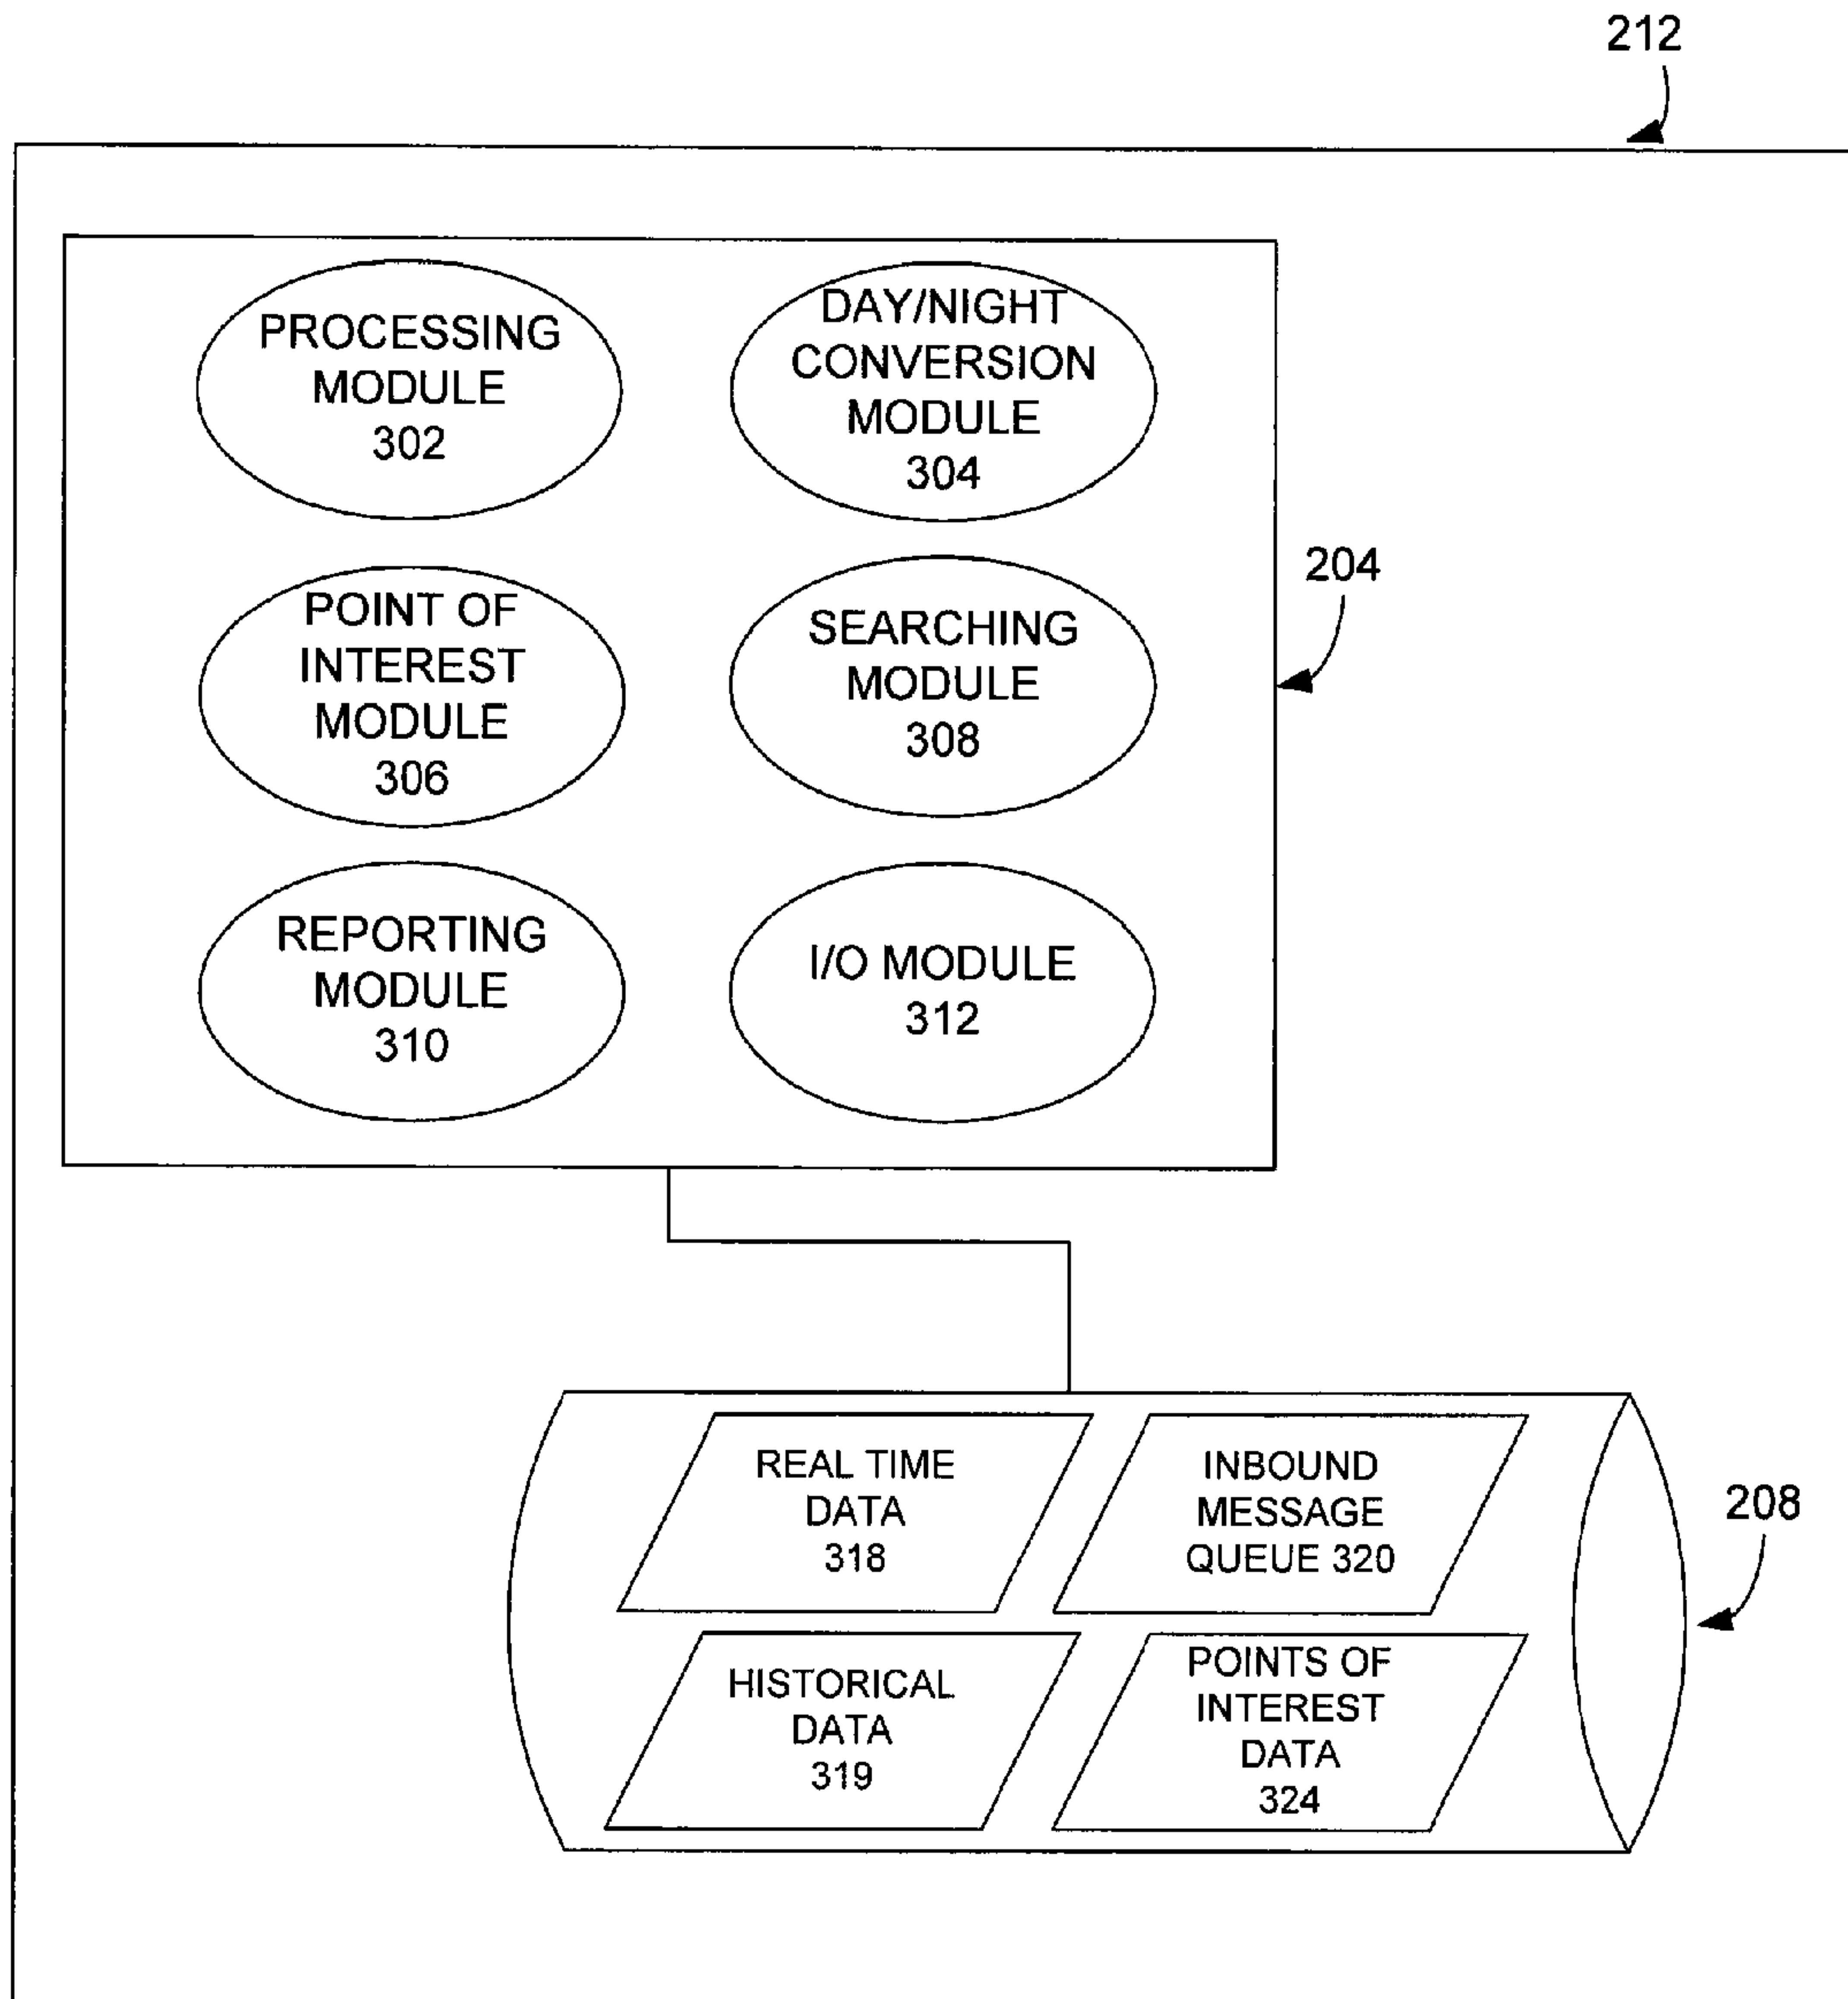 212
PROCESSING
MODULE
302
DAY/NIGHT
CONVERSION
MODULE
304
204
POINT OF
INTEREST
MODULE
306
SEARCHING
MODULE
308
REPORTING
MODULE
310
I/O MODULE
312
REAL TIME
DATA
318
INBOUND
MESSAGE
QUEUE 320
208
HISTORICAL
DATA
319
POINTS OF
INTEREST
DATA
324